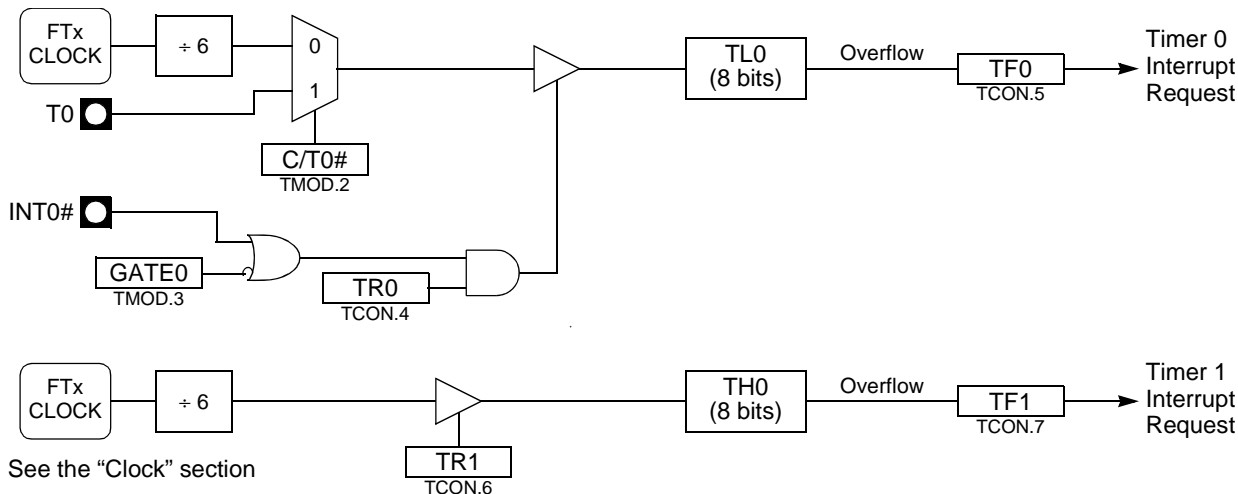 FTx
CLOCK
÷ 6
0
1
T0
C/T0#
TMOD.2
TL0
(8 bits)
Overflow
TF0
TCON.5
Timer 0
Interrupt
Request
INT0#
GATE0
TMOD.3
TR0
TCON.4
FTx
CLOCK
÷ 6
TR1
TCON.6
TH0
(8 bits)
Overflow
TF1
TCON.7
Timer 1
Interrupt
Request
See the “Clock” section